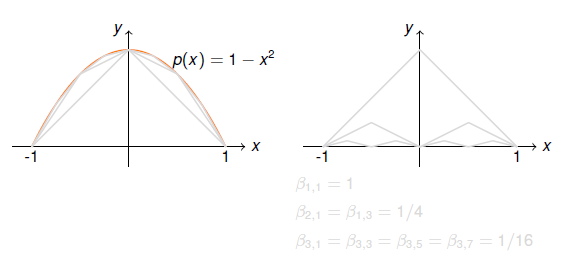 y
p(x) = 1 − x²
-1 1 x
y
-1 1 x
β₁,₁ = 1
β₂,₁ = β₁,₃ = 1/4
β₃,₁ = β₃,₃ = β₃,₅ = β₃,₇ = 1/16